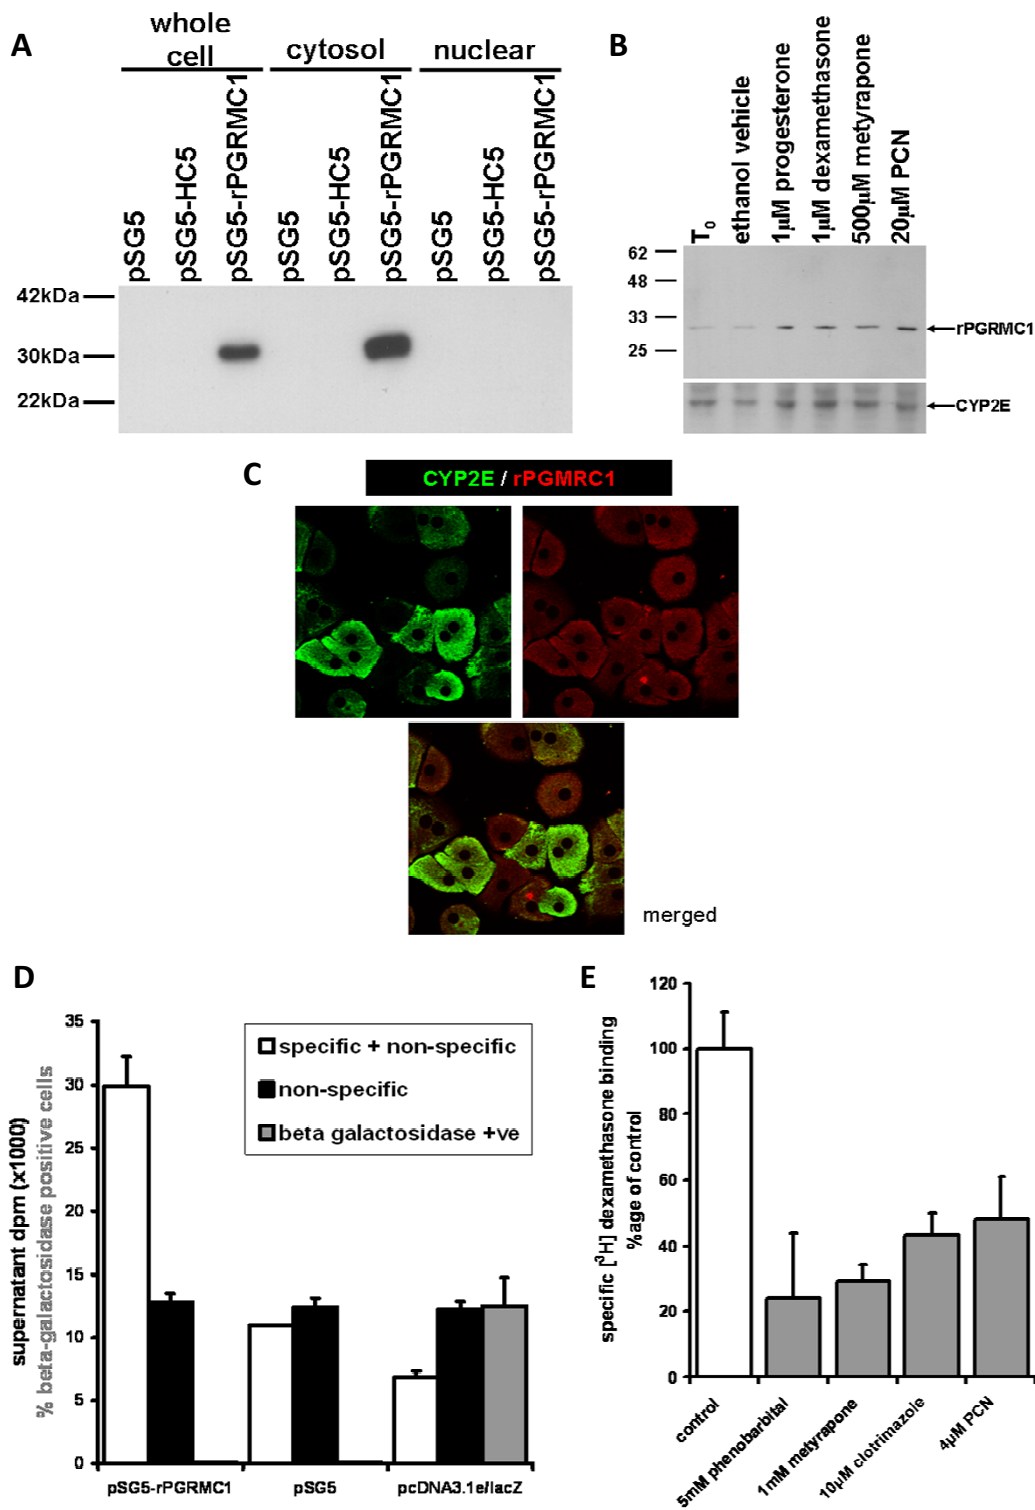 A
whole cell
cytosol
nuclear
pSG5
pSG5-HC5
pSG5-rPGRMC1
pSG5
pSG5-HC5
pSG5-rPGRMC1
pSG5
pSG5-HC5
pSG5-rPGRMC1
42kDa
30kDa
22kDa
B
T0
ethanol vehicle
1µM progesterone
1µM dexamethasone
500µM metyrapone
20µM PCN
62
48
33
25
rPGRMC1
CYP2E
C
CYP2E / rPGMRC1
merged
D
supernatant dpm (x1000)
% beta-galactosidase positive cells
35
30
25
20
15
10
5
0
specific + non-specific
non-specific
beta galactosidase +ve
pSG5-rPGRMC1
pSG5
pcDNA3.1e/lacZ
E
specific [³H] dexamethasone binding
%age of control
120
100
80
60
40
20
0
control
5mM phenobarbital
1mM metyrapone
10µM clotrimazole
4µM PCN